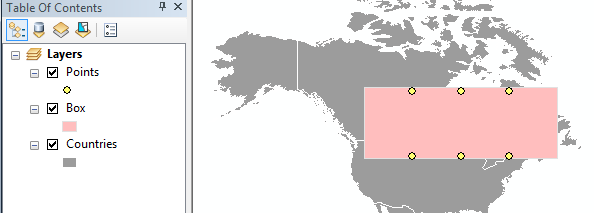 Table Of Contents
Layers
Points
Box
Countries